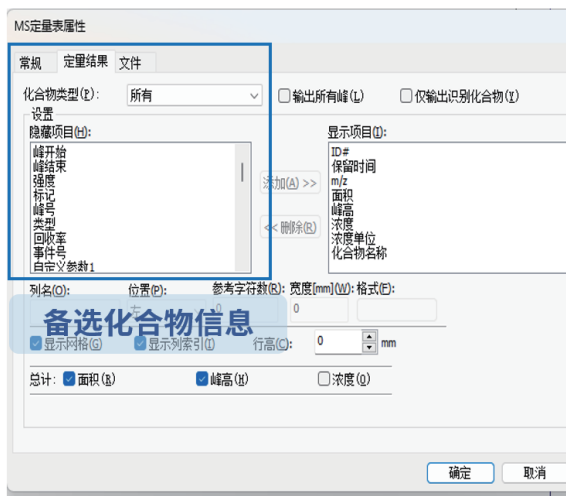 MS定量表属性
常规 定量结果 文件
化合物类型(P): 所有 输出所有峰(L) 仅输出识别化合物(Y)
设置
隐藏项目(H): 显示项目(I):
峰开始
峰结束
强度
标记
峰号
类型
回收率
事件号
自定义参数1
添加(A) >>
<< 删除(R)
ID#
保留时间
m/z
面积
峰高
浓度
浓度单位
化合物名称
列名(O): 位置(P): 参考字符数(R): 宽度[mm](W): 格式(F):
左 0 0
备选化合物信息
显示网格(G) 显示列索引(I) 行高(C): 0 mm
总计: 面积(R) 峰高(H) 浓度(O)
确定 取消